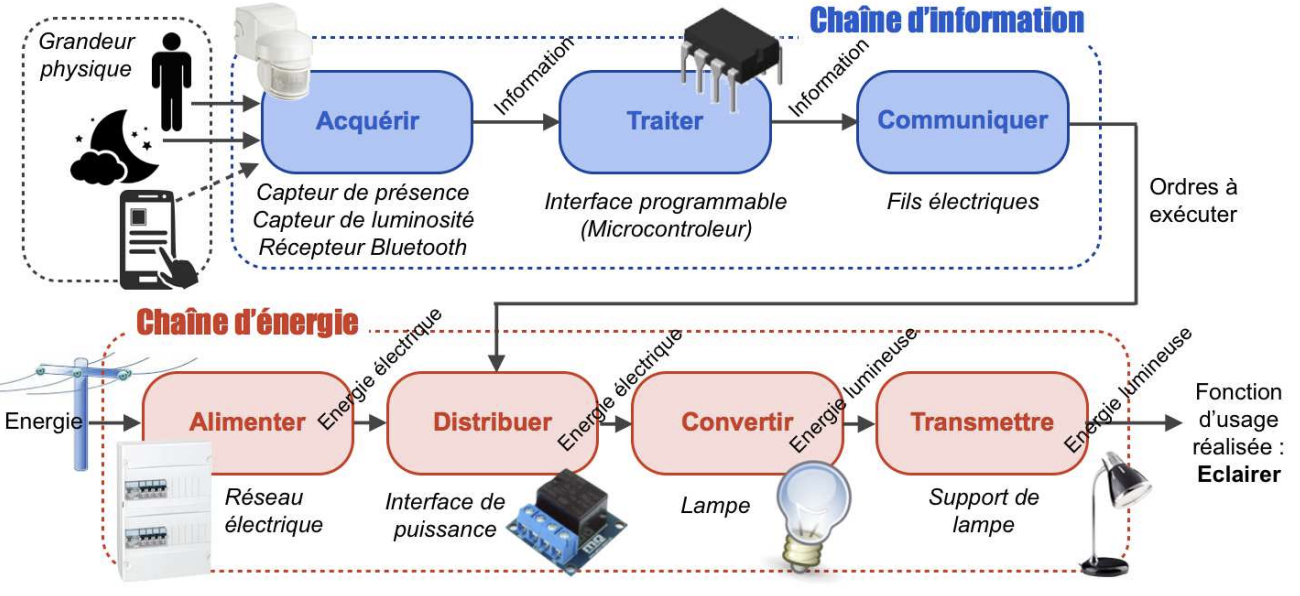 Chaîne d'information
Grandeur
physique
Acquérir
Information
Traiter
Information
Communiquer
Capteur de présence
Capteur de luminosité
Récepteur Bluetooth
Interface programmable
(Microcontroleur)
Fils électriques
Ordres à
exécuter
Chaîne d'énergie
Energie
Alimenter
Energie électrique
Distribuer
Energie électrique
Convertir
Energie lumineuse
Transmettre
Energie lumineuse
Fonction
d'usage
réalisée :
Eclairer
Réseau
électrique
Interface de
puissance
Lampe
Support de
lampe